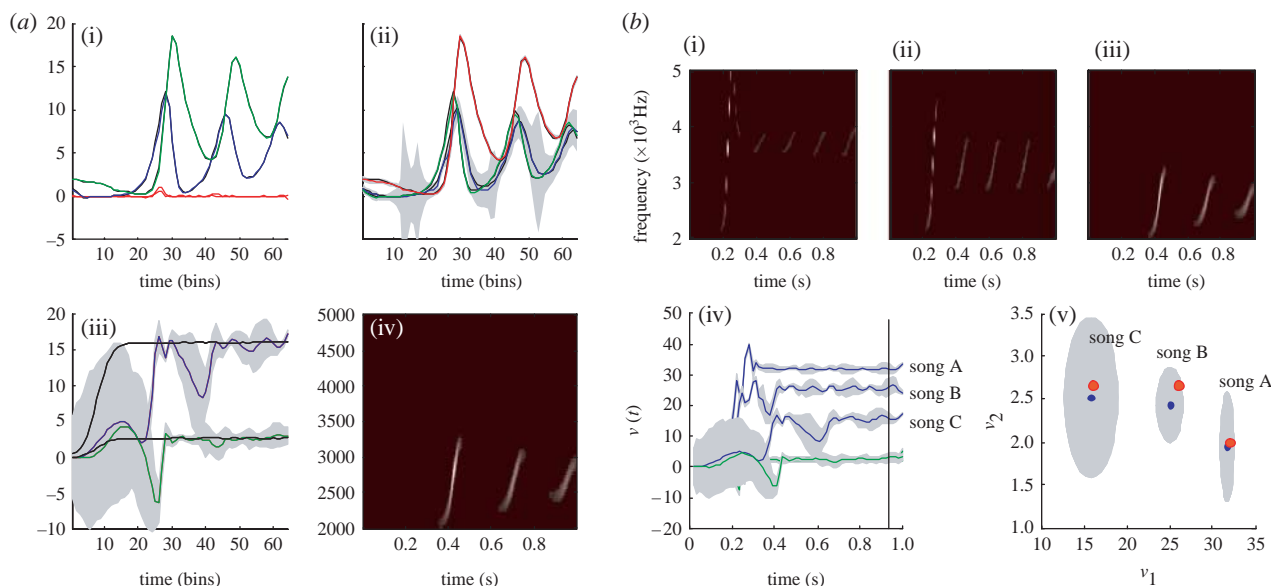 (a)
20
15
10
5
0
−5
(i)
10 20 30 40 50 60
time (bins)
(ii)
10 20 30 40 50 60
time (bins)
(b)
frequency (×10³Hz)
5
4
3
2
(i)
0.2 0.4 0.6 0.8
time (s)
(ii)
0.2 0.4 0.6 0.8
time (s)
(iii)
0.2 0.4 0.6 0.8
time (s)
20
15
10
5
0
−5
−10
(iii)
10 20 30 40 50 60
time (bins)
5000
4500
4000
3500
3000
2500
2000
(iv)
0.2 0.4 0.6 0.8
time (s)
v (t)
50
40
30
20
10
0
−10
−20
(iv)
song A
song B
song C
0 0.2 0.4 0.6 0.8 1.0
time (s)
v₂
3.5
3.0
2.5
2.0
1.5
1.0
(v)
song C
song B
song A
10 15 20 25 30 35
v₁